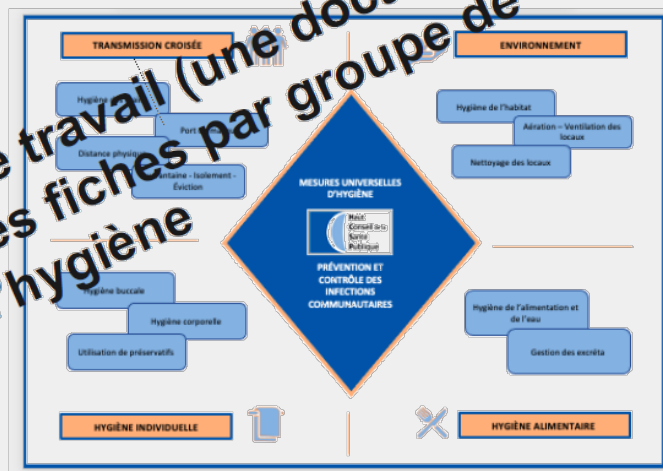 TRANSMISSION CROISÉE
Hygiène
Port
Distance physique
Isolement -
Éviction
ENVIRONNEMENT
Hygiène de l'habitat
Aération – Ventilation des
locaux
Nettoyage des locaux
travail (une
fiches par groupe de
hygiène
MESURES UNIVERSELLES
D'HYGIÈNE
Haut
Conseil de la
Santé
Publique
PRÉVENTION ET
CONTRÔLE DES
INFECTIONS
COMMUNAUTAIRES
Hygiène buccale
Hygiène corporelle
Utilisation de préservatifs
HYGIÈNE INDIVIDUELLE
Hygiène de l'alimentation et
de l'eau
Gestion des excréta
HYGIÈNE ALIMENTAIRE